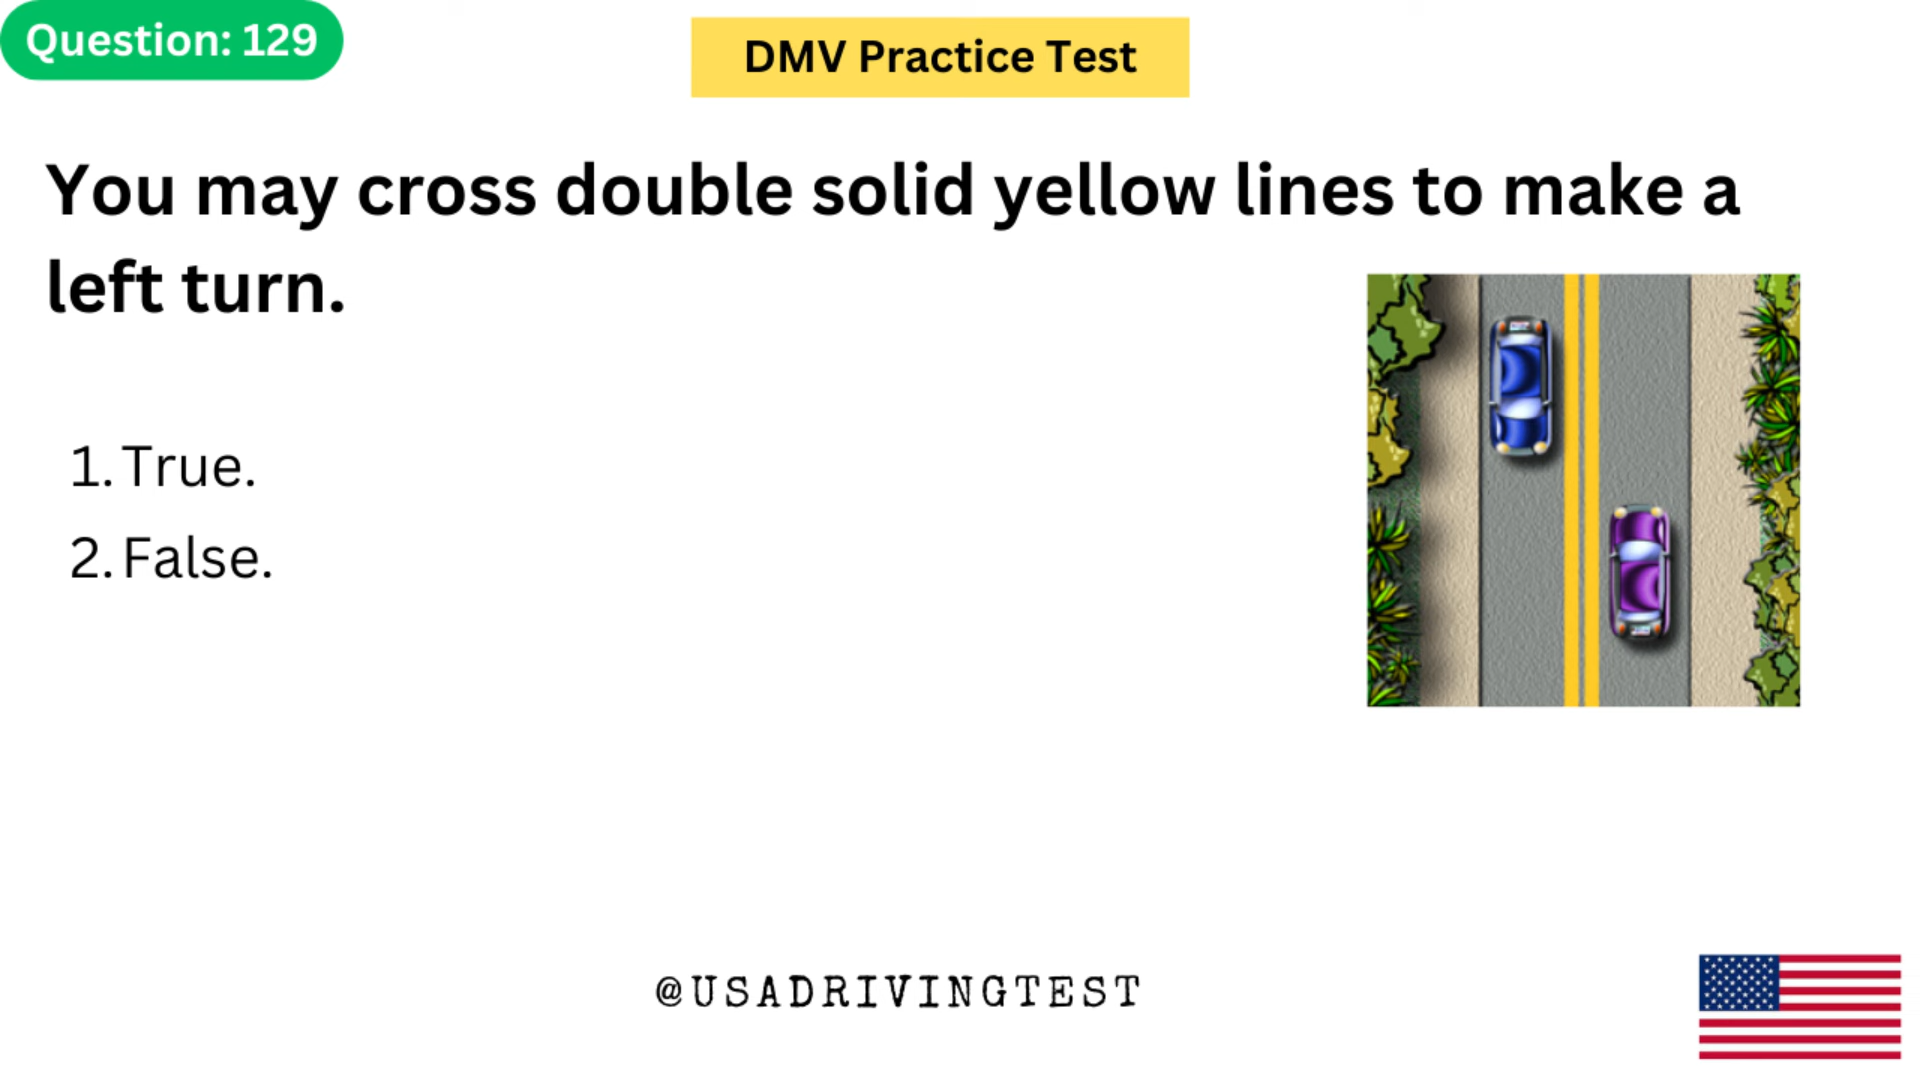 Question: 129
DMV Practice Test
You may cross double solid yellow lines to make a
left turn.
1. True.
2. False.
@USADRIVINGTEST